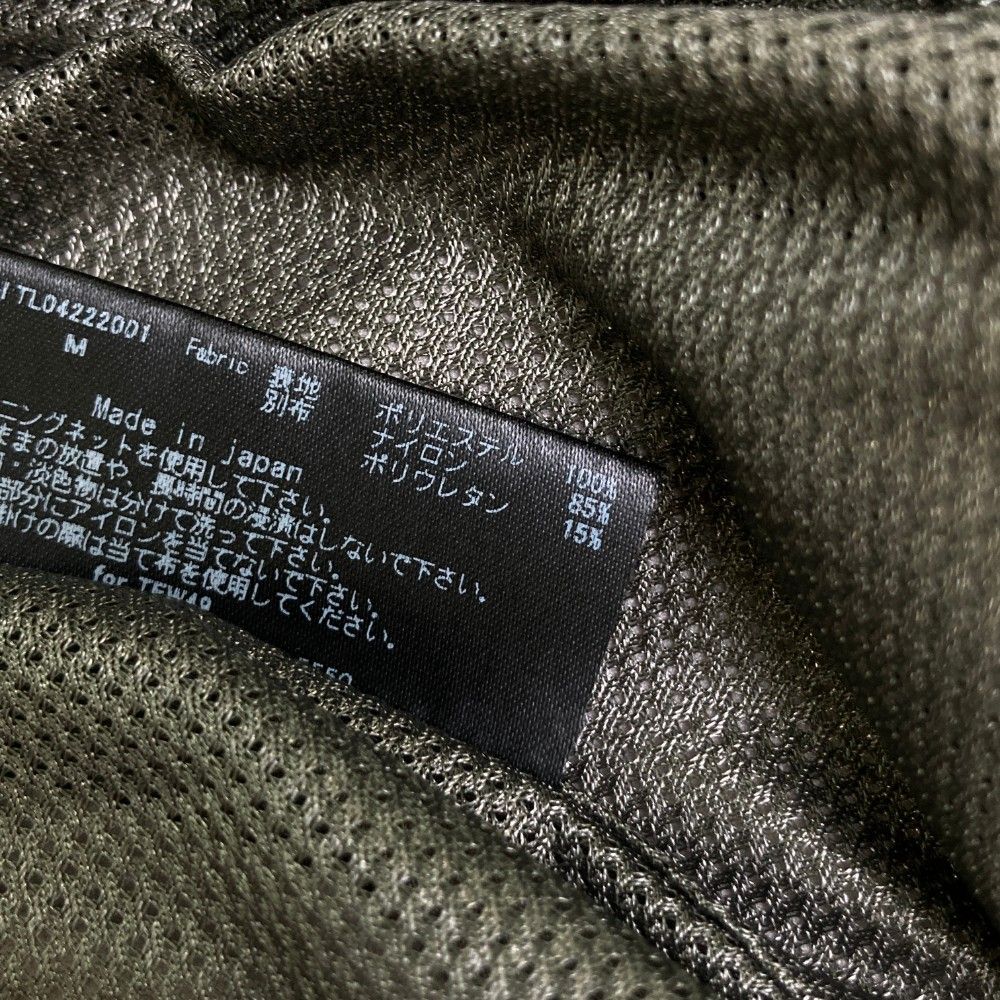 TL04222001
M
Fabric 表地 ポリエステル 100%
別布 ナイロン 85%
ポリウレタン 15%
Made in japan
ニングネットを使用して下さい。
ままの放置や、長時間の浸漬はしないで下さい。
・淡色物は分けて洗って下さい。
部分にアイロンを当てないで下さい。
掛けの際は当て布を使用してください。
for TEW49